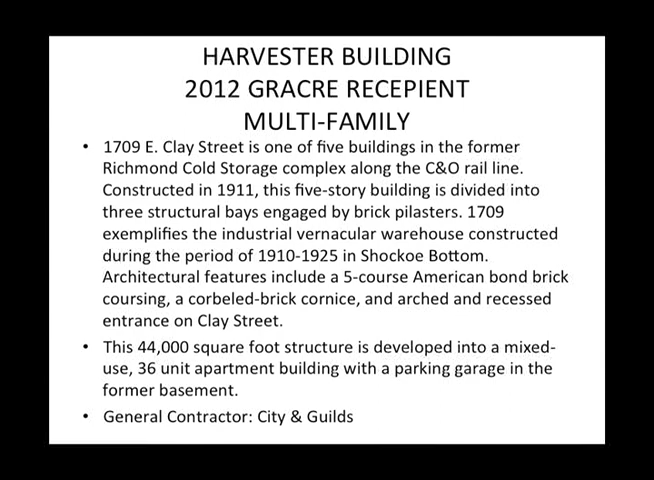 HARVESTER BUILDING
2012 GRACRE RECEPIENT
MULTI-FAMILY
• 1709 E. Clay Street is one of five buildings in the former
Richmond Cold Storage complex along the C&O rail line.
Constructed in 1911, this five-story building is divided into
three structural bays engaged by brick pilasters. 1709
exemplifies the industrial vernacular warehouse constructed
during the period of 1910-1925 in Shockoe Bottom.
Architectural features include a 5-course American bond brick
coursing, a corbeled-brick cornice, and arched and recessed
entrance on Clay Street.
• This 44,000 square foot structure is developed into a mixed-
use, 36 unit apartment building with a parking garage in the
former basement.
• General Contractor: City & Guilds